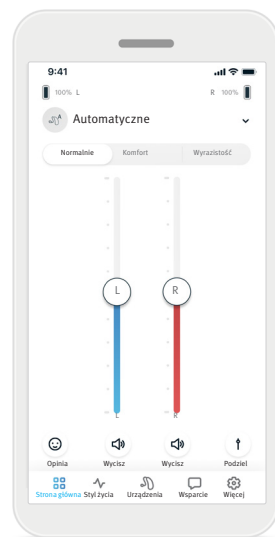 9:41
100% L R 100%
A Automatyczne
Normalnie Komfort Wyrazistość
L R
L R
Opinia Wycisz Wycisz Podziel
Strona główna Styl życia Urządzenia Wsparcie Więcej